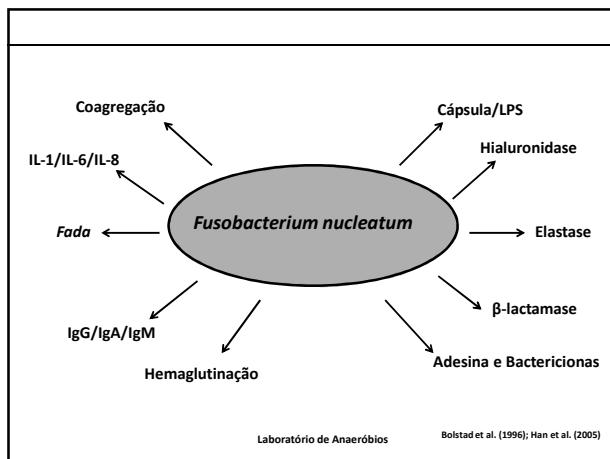 Coagregação
Cápsula/LPS
IL-1/IL-6/IL-8
Hialuronidase
Fusobacterium nucleatum
Fada
Elastase
IgG/IgA/IgM
β-lactamase
Hemaglutinação
Adesina e Bactericionas
Laboratório de Anaeróbios
Bolstad et al. (1996); Han et al. (2005)